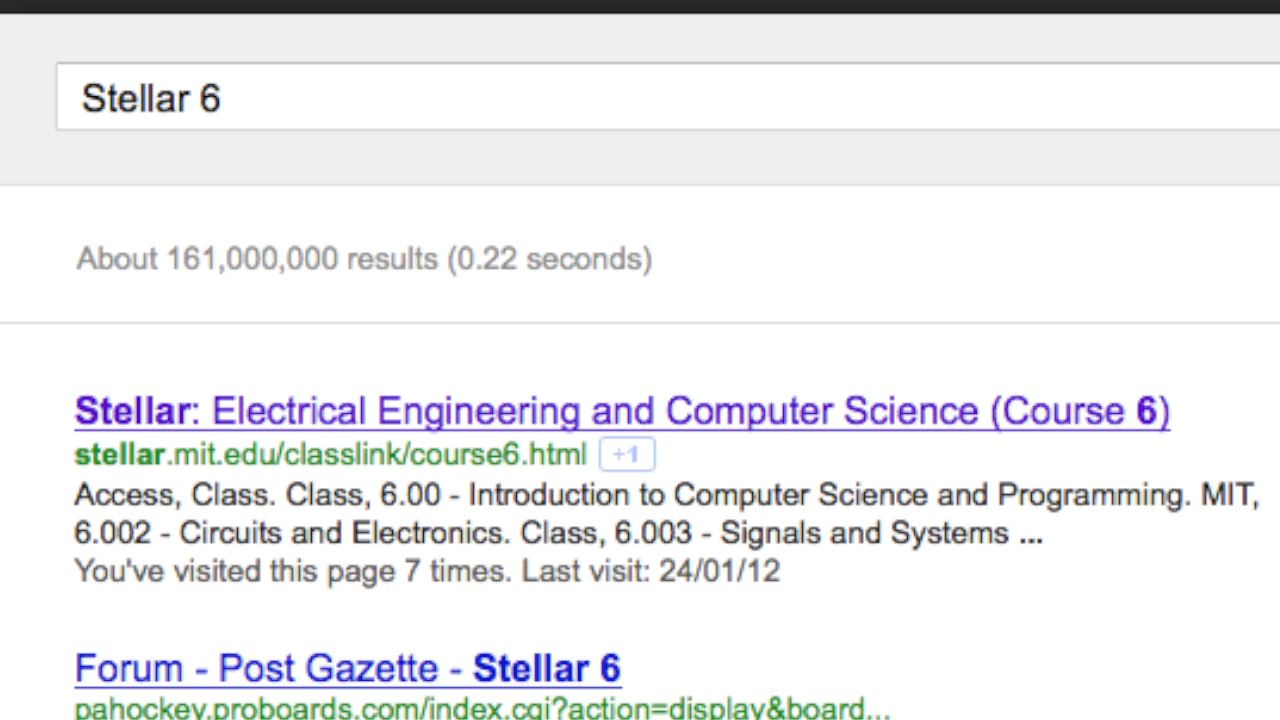 Stellar 6
About 161,000,000 results (0.22 seconds)
Stellar: Electrical Engineering and Computer Science (Course 6)
stellar.mit.edu/classlink/course6.html +1
Access, Class. Class, 6.00 - Introduction to Computer Science and Programming. MIT,
6.002 - Circuits and Electronics. Class, 6.003 - Signals and Systems ...
You've visited this page 7 times. Last visit: 24/01/12
Forum - Post Gazette - Stellar 6
pahockey.proboards.com/index.cgi?action=display&board...